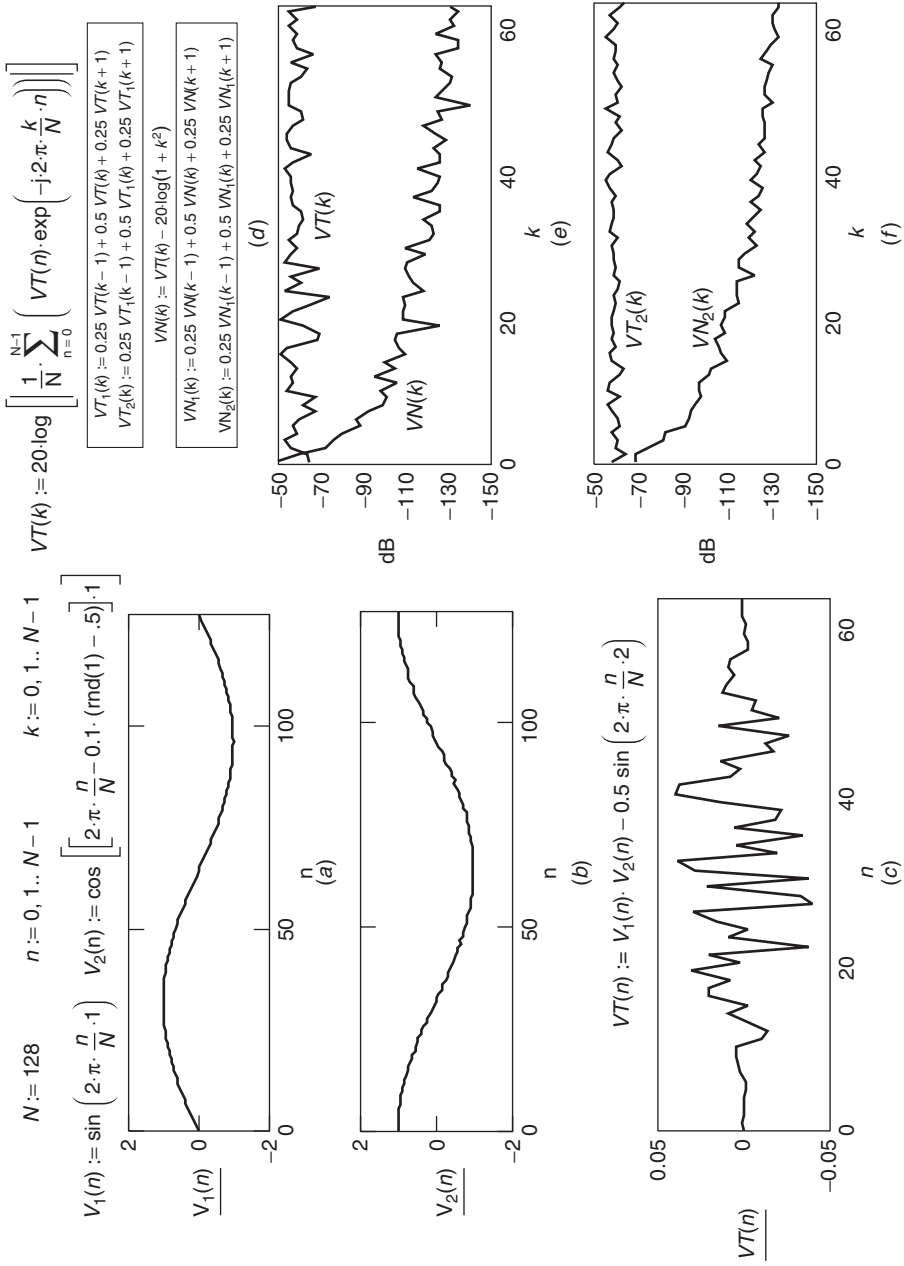 N := 128 n := 0, 1.. N − 1 k := 0, 1.. N − 1
V₁(n) := sin(2·π·n/N·1) V₂(n) := cos[[2·π·n/N − 0.1·(rnd(1) − .5)]·1]
2
0
−2
V₁(n)
0
50
100
n
(a)
2
0
−2
V₂(n)
0
50
100
n
(b)
VT(n) := V₁(n)· V₂(n) − 0.5 sin(2·π·n/N·2)
0.05
0
−0.05
VT(n)
0
20
40
60
n
(c)
VT(k) := 20·log[|1/N·∑ n = 0 N−1 (VT(n)·exp(−j·2·π·k/N·n))|]
VT₁(k) := 0.25 VT(k−1) + 0.5 VT(k) + 0.25 VT(k+1)
VT₂(k) := 0.25 VT₁(k−1) + 0.5 VT₁(k) + 0.25 VT₁(k+1)
VN(k) := VT(k) − 20·log(1 + k²)
VN₁(k) := 0.25 VN(k−1) + 0.5 VN(k) + 0.25 VN(k+1)
VN₂(k) := 0.25 VN₁(k−1) + 0.5 VN₁(k) + 0.25 VN₁(k+1)
(d)
−50
−70
−90
−110
−130
−150
dB
VT(k)
VN(k)
0
20
40
60
k
(e)
−50
−70
−90
−110
−130
−150
dB
VT₂(k)
VN₂(k)
0
20
40
60
k
(f)